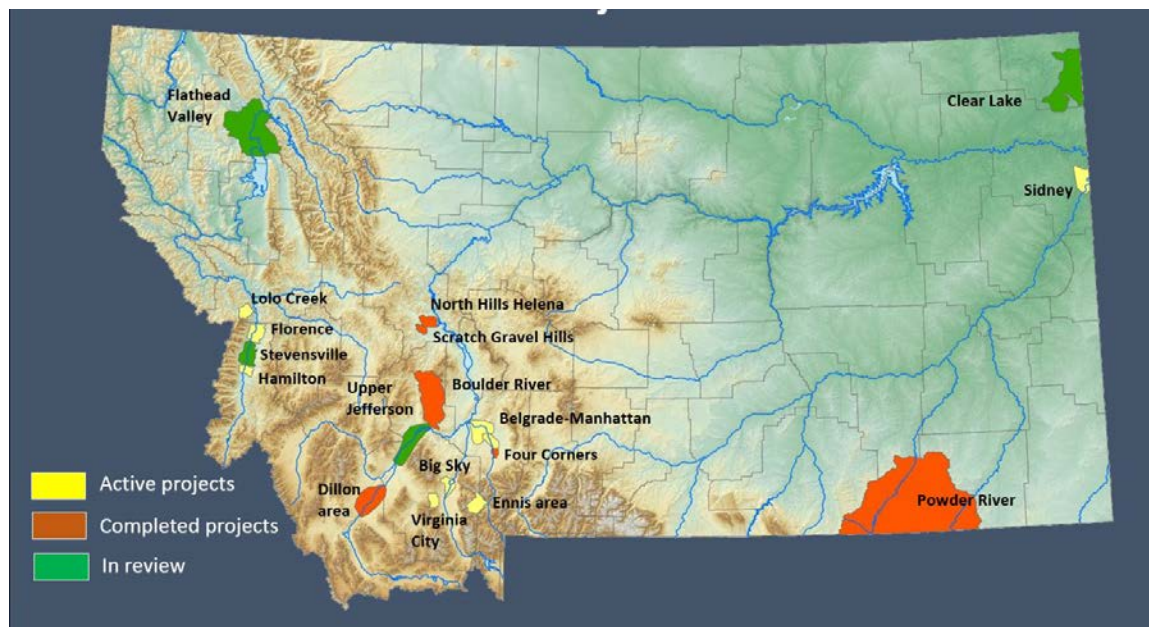 Flathead
Valley
Clear Lake
Sidney
Lolo Creek
Florence
Stevensville
Hamilton
North Hills Helena
Scratch Gravel Hills
Upper
Jefferson
Boulder River
Belgrade-Manhattan
Four Corners
Big Sky
Dillon
area
Virginia
City
Ennis area
Powder River
Active projects
Completed projects
In review